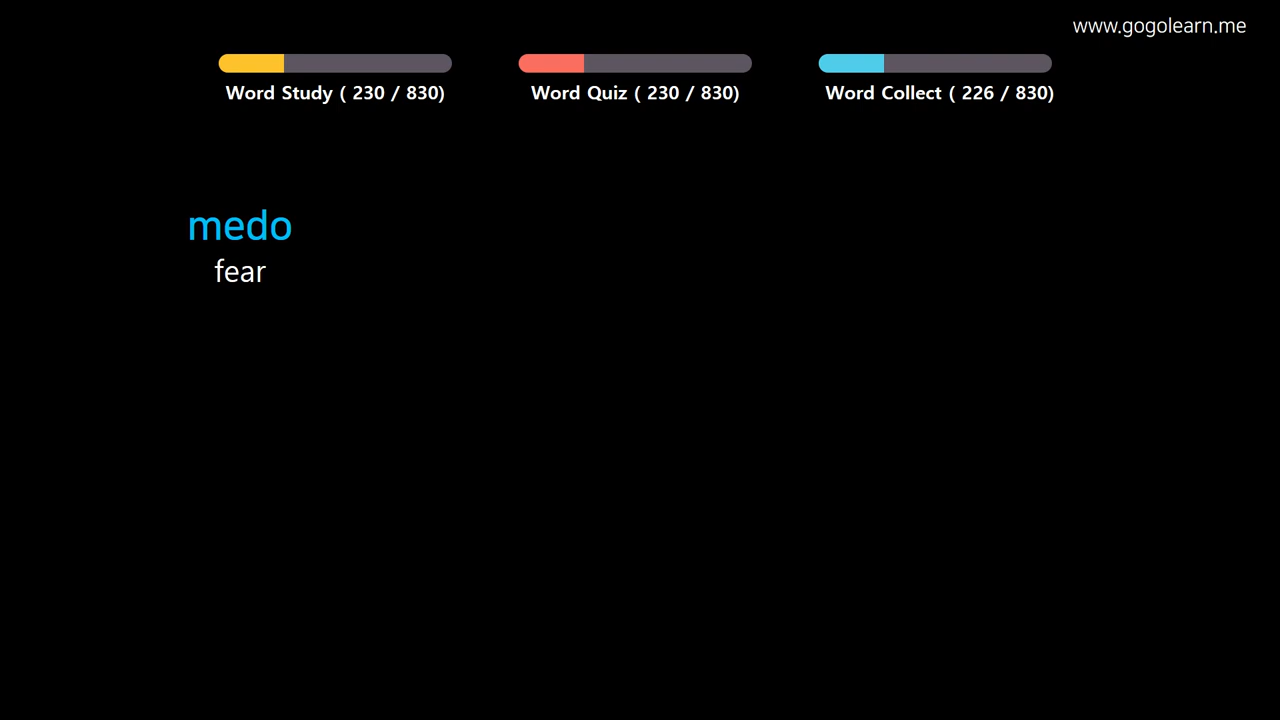 www.gogolearn.me
Word Study ( 230 / 830)
Word Quiz ( 230 / 830)
Word Collect ( 226 / 830)
medo
fear